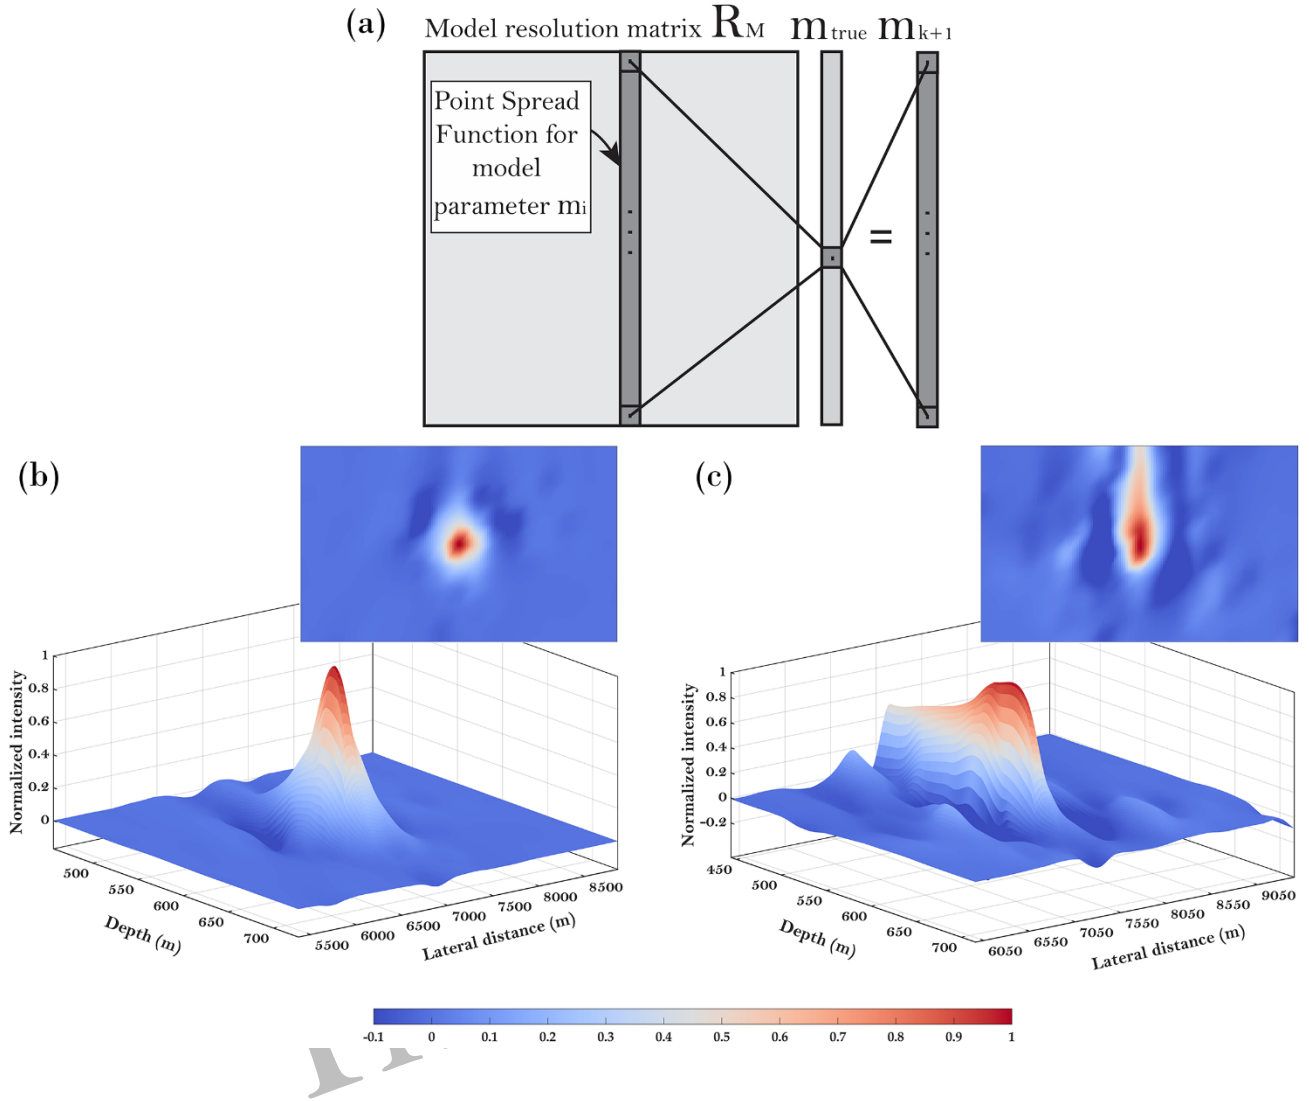 (a)
Model resolution matrix RM mtrue mk+1
Point Spread
Function for
model
parameter mi
=
(b)
(c)
Normalized intensity
1
0.8
0.6
0.4
0.2
0
500
550
600
650
700
Depth (m)
5500
6000
6500
7000
7500
8000
8500
Lateral distance (m)
Normalized intensity
1
0.8
0.6
0.4
0.2
0
-0.2
450
500
550
600
650
700
Depth (m)
6050
6550
7050
7550
8050
8550
9050
Lateral distance (m)
-0.1 0 0.1 0.2 0.3 0.4 0.5 0.6 0.7 0.8 0.9 1